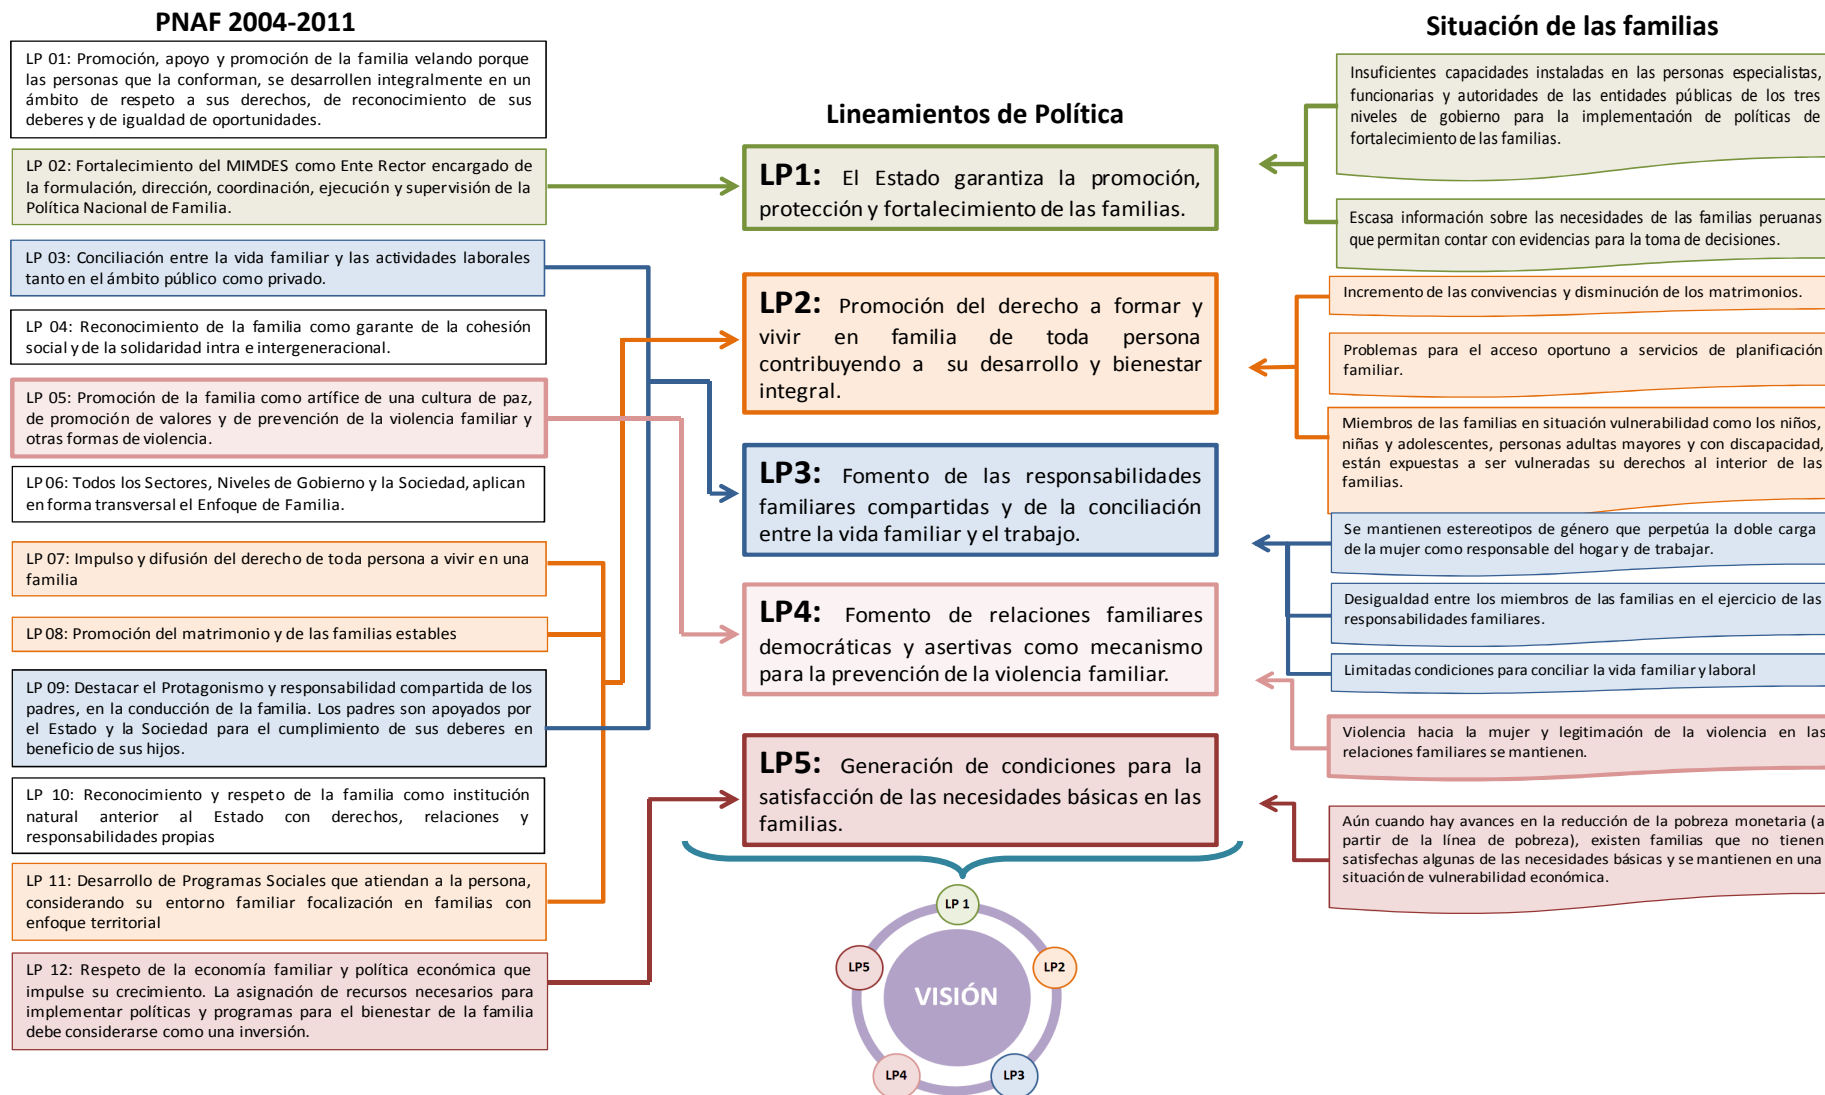 PNAF 2004-2011
LP 01: Promoción, apoyo y promoción de la familia velando porque
las personas que la conforman, se desarrollen integralmente en un
ámbito de respeto a sus derechos, de reconocimiento de sus
deberes y de igualdad de oportunidades.
LP 02: Fortalecimiento del MIMDES como Ente Rector encargado de
la formulación, dirección, coordinación, ejecución y supervisión de la
Política Nacional de Familia.
LP 03: Conciliación entre la vida familiar y las actividades laborales
tanto en el ámbito público como privado.
LP 04: Reconocimiento de la familia como garante de la cohesión
social y de la solidaridad intra e intergeneracional.
LP 05: Promoción de la familia como artífice de una cultura de paz,
de promoción de valores y de prevención de la violencia familiar y
otras formas de violencia.
LP 06: Todos los Sectores, Niveles de Gobierno y la Sociedad, aplican
en forma transversal el Enfoque de Familia.
LP 07: Impulso y difusión del derecho de toda persona a vivir en una
familia
LP 08: Promoción del matrimonio y de las familias estables
LP 09: Destacar el Protagonismo y responsabilidad compartida de los
padres, en la conducción de la familia. Los padres son apoyados por
el Estado y la Sociedad para el cumplimiento de sus deberes en
beneficio de sus hijos.
LP 10: Reconocimiento y respeto de la familia como institución
natural anterior al Estado con derechos, relaciones y
responsabilidades propias
LP 11: Desarrollo de Programas Sociales que atiendan a la persona,
considerando su entorno familiar focalización en familias con
enfoque territorial
LP 12: Respeto de la economía familiar y política económica que
impulse su crecimiento. La asignación de recursos necesarios para
implementar políticas y programas para el bienestar de la familia
debe considerarse como una inversión.
Lineamientos de Política
LP1: El Estado garantiza la promoción,
protección y fortalecimiento de las familias.
LP2: Promoción del derecho a formar y
vivir en familia de toda persona
contribuyendo a su desarrollo y bienestar
integral.
LP3: Fomento de las responsabilidades
familiares compartidas y de la conciliación
entre la vida familiar y el trabajo.
LP4: Fomento de relaciones familiares
democráticas y asertivas como mecanismo
para la prevención de la violencia familiar.
LP5: Generación de condiciones para la
satisfacción de las necesidades básicas en las
familias.
LP 1
LP5
LP2
VISIÓN
LP4
LP3
Situación de las familias
Insuficientes capacidades instaladas en las personas especialistas,
funcionarias y autoridades de las entidades públicas de los tres
niveles de gobierno para la implementación de políticas de
fortalecimiento de las familias.
Escasa información sobre las necesidades de las familias peruanas
que permitan contar con evidencias para la toma de decisiones.
Incremento de las convivencias y disminución de los matrimonios.
Problemas para el acceso oportuno a servicios de planificación
familiar.
Miembros de las familias en situación vulnerabilidad como los niños,
niñas y adolescentes, personas adultas mayores y con discapacidad,
están expuestas a ser vulneradas su derechos al interior de las
familias.
Se mantienen estereotipos de género que perpetúa la doble carga
de la mujer como responsable del hogar y de trabajar.
Desigualdad entre los miembros de las familias en el ejercicio de las
responsabilidades familiares.
Limitadas condiciones para conciliar la vida familiar y laboral
Violencia hacia la mujer y legitimación de la violencia en las
relaciones familiares se mantienen.
Aún cuando hay avances en la reducción de la pobreza monetaria (a
partir de la línea de pobreza), existen familias que no tienen
satisfechas algunas de las necesidades básicas y se mantienen en una
situación de vulnerabilidad económica.